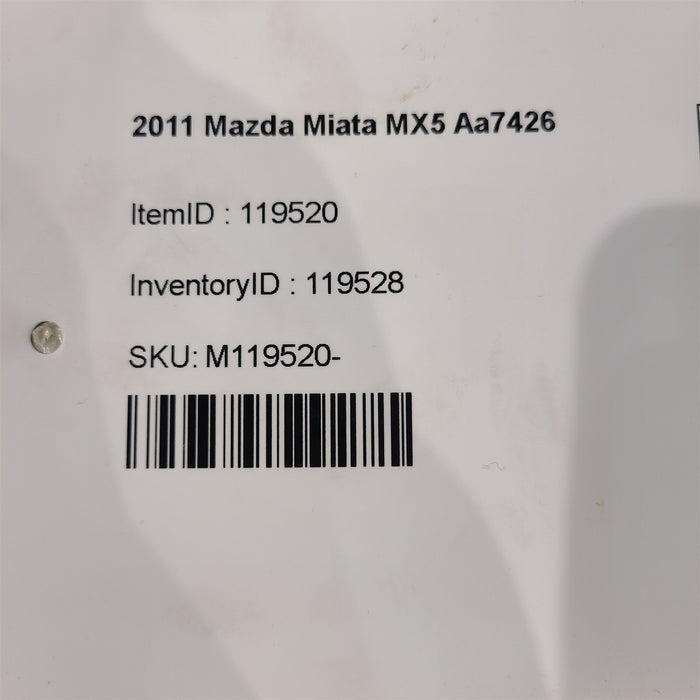 2011 Mazda Miata MX5 Aa7426
ItemID : 119520
InventoryID : 119528
SKU: M119520-